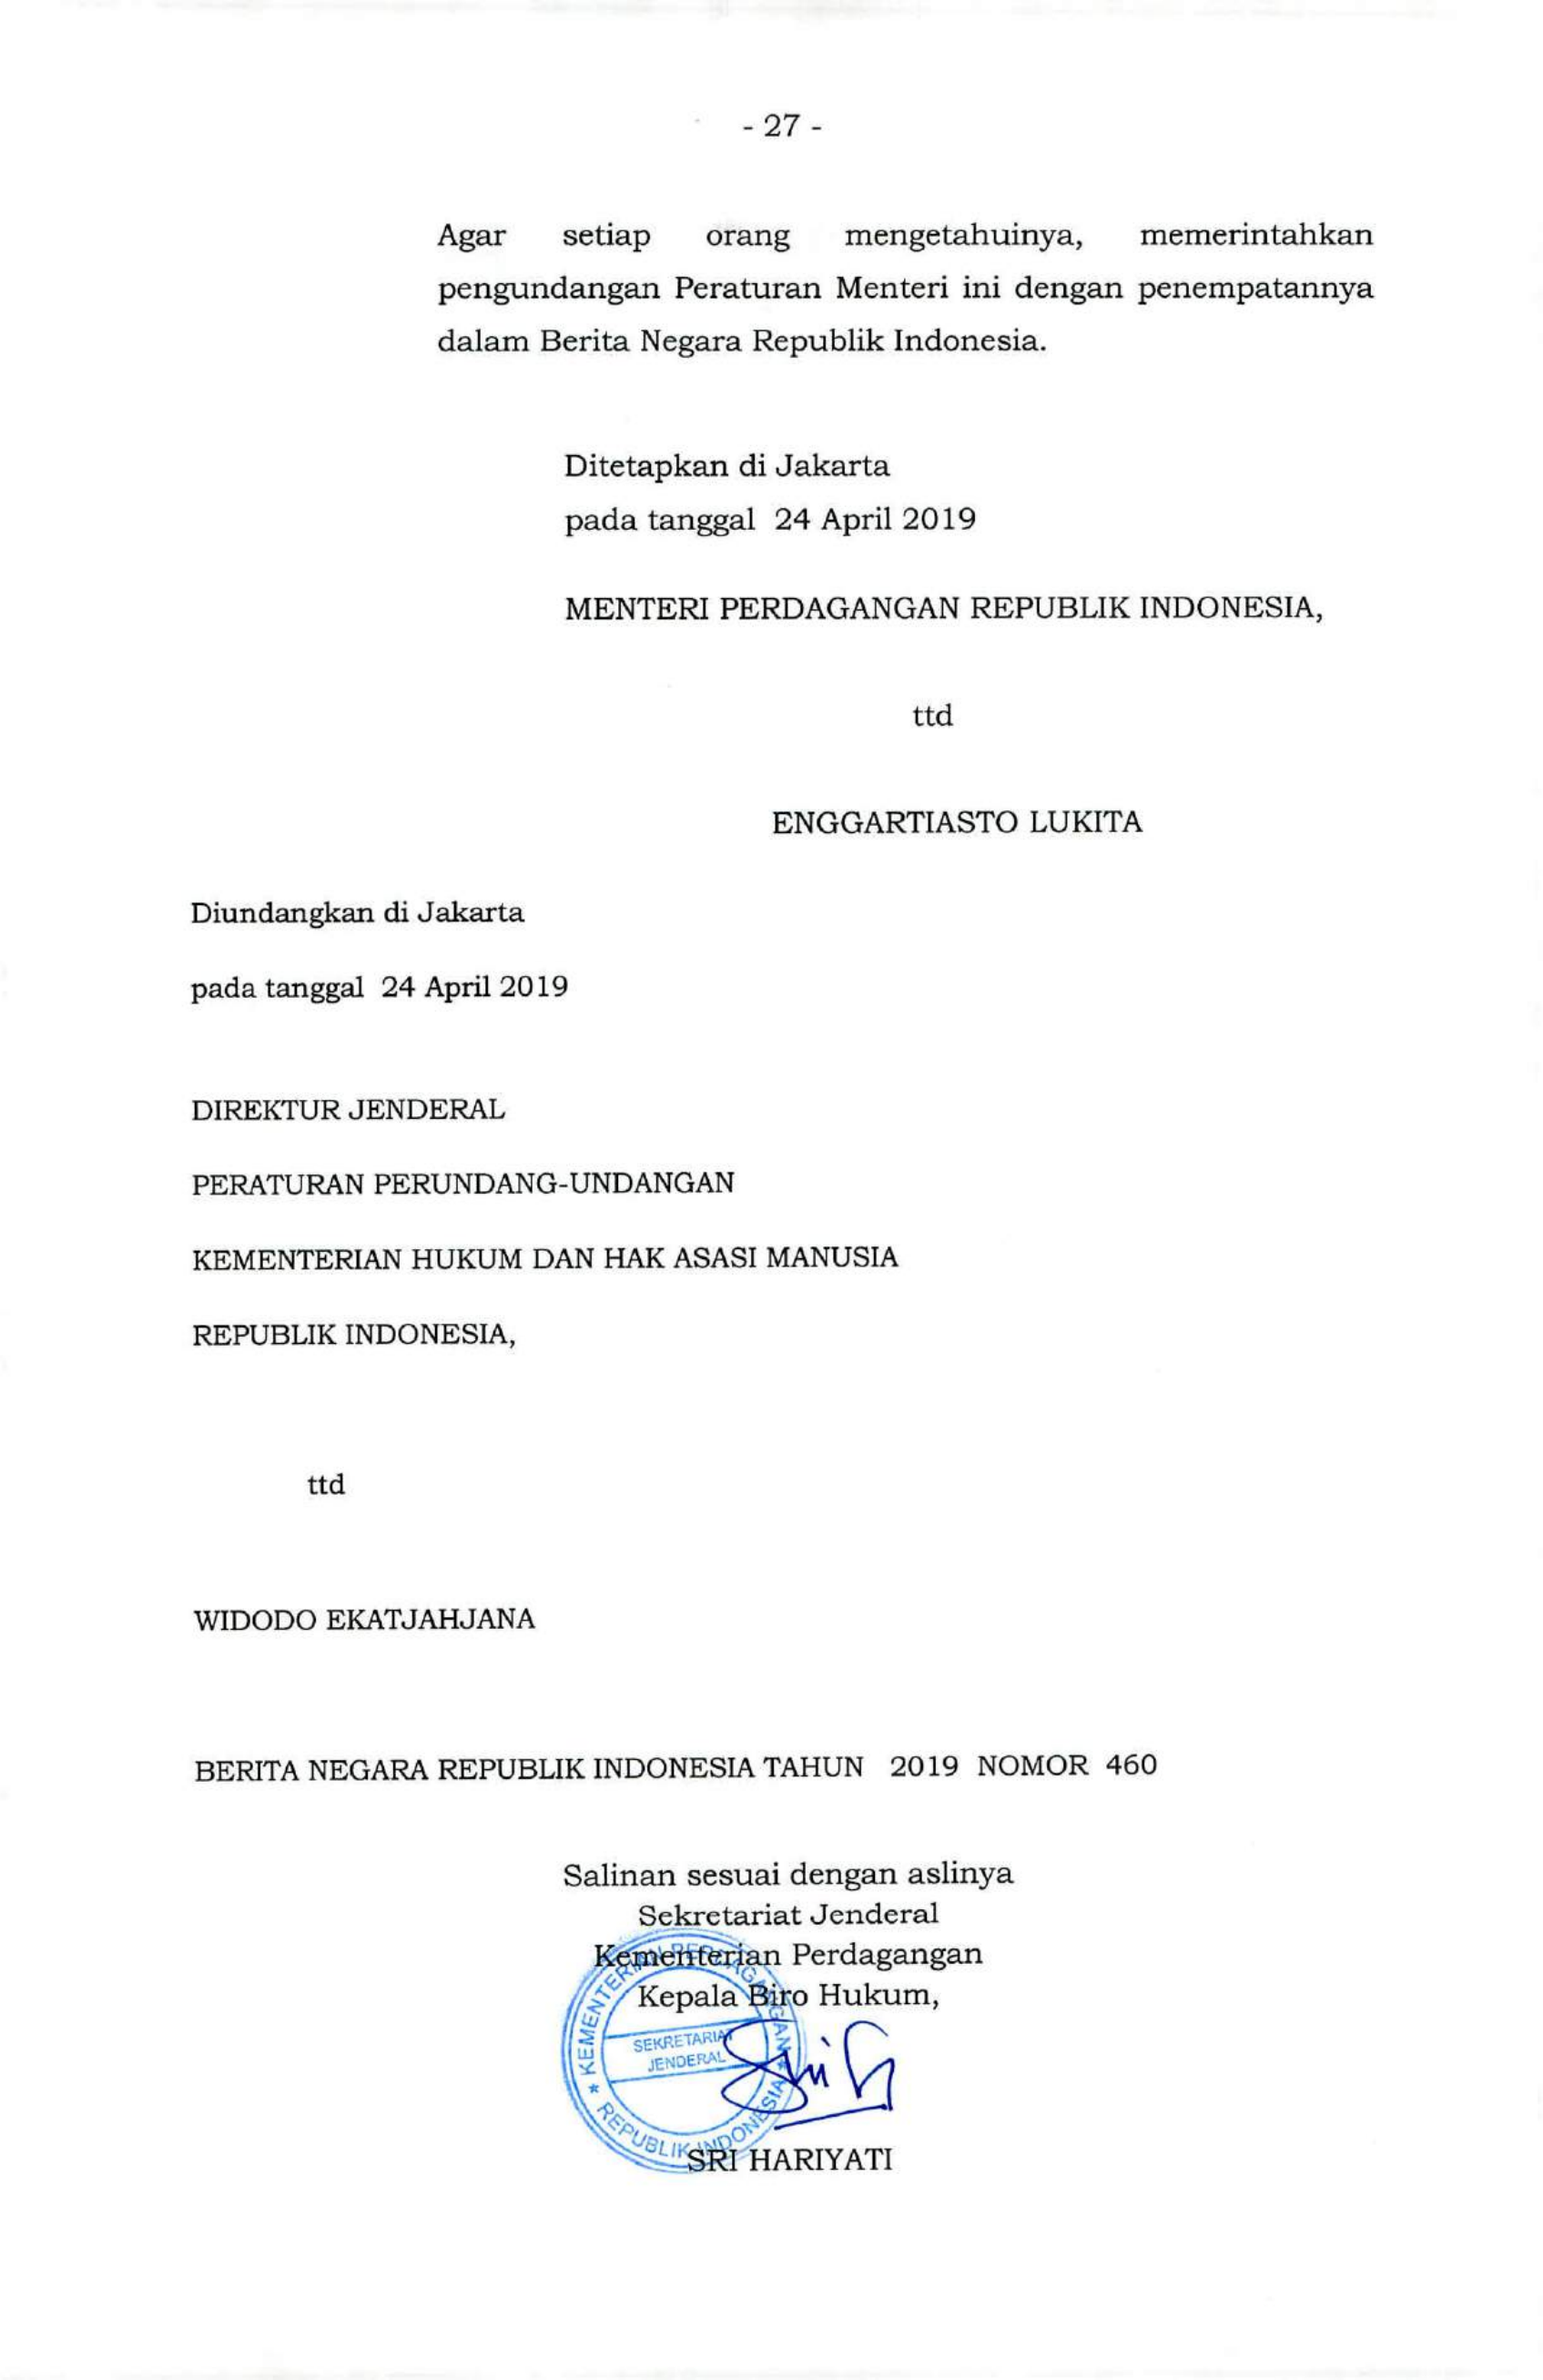 - 27 -
Agar setiap orang mengetahuinya, memerintahkan
pengundangan Peraturan Menteri ini dengan penempatannya
dalam Berita Negara Republik Indonesia.
Ditetapkan di Jakarta
pada tanggal 24 April 2019
MENTERI PERDAGANGAN REPUBLIK INDONESIA,
ttd
ENGGARTIASTO LUKITA
Diundangkan di Jakarta
pada tanggal 24 April 2019
DIREKTUR JENDERAL
PERATURAN PERUNDANG-UNDANGAN
KEMENTERIAN HUKUM DAN HAK ASASI MANUSIA
REPUBLIK INDONESIA,
ttd
WIDODO EKATJAHJANA
BERITA NEGARA REPUBLIK INDONESIA TAHUN 2019 NOMOR 460
Salinan sesuai dengan aslinya
Sekretariat Jenderal
Kementerian Perdagangan
Kepala Biro Hukum,
KEMENTERIAN PERDAGANGAN
SEKRETARIAT
JENDERAL
REPUBLIK INDONESIA
SRI HARIYATI